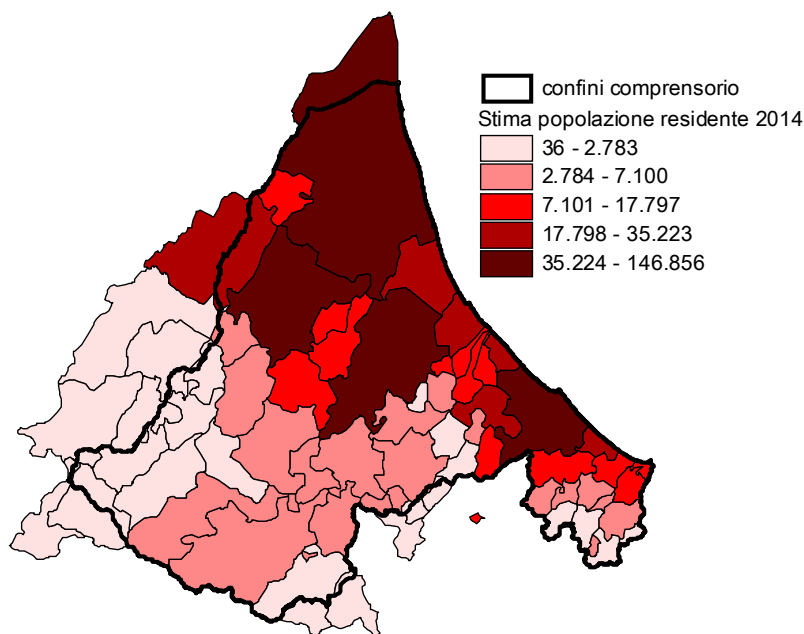 confini comprensorio
Stima popolazione residente 2014
36 - 2.783
2.784 - 7.100
7.101 - 17.797
17.798 - 35.223
35.224 - 146.856